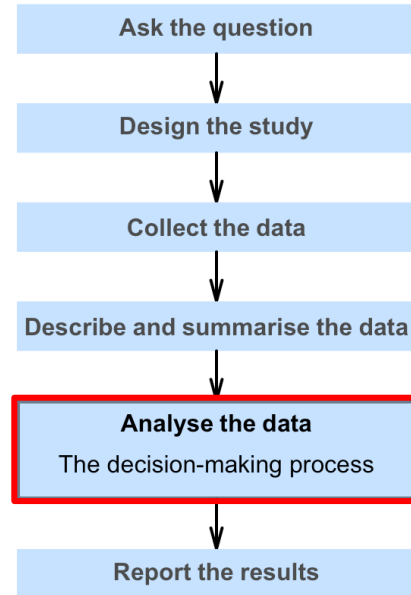 Ask the question
Design the study
Collect the data
Describe and summarise the data
Analyse the data
The decision-making process
Report the results